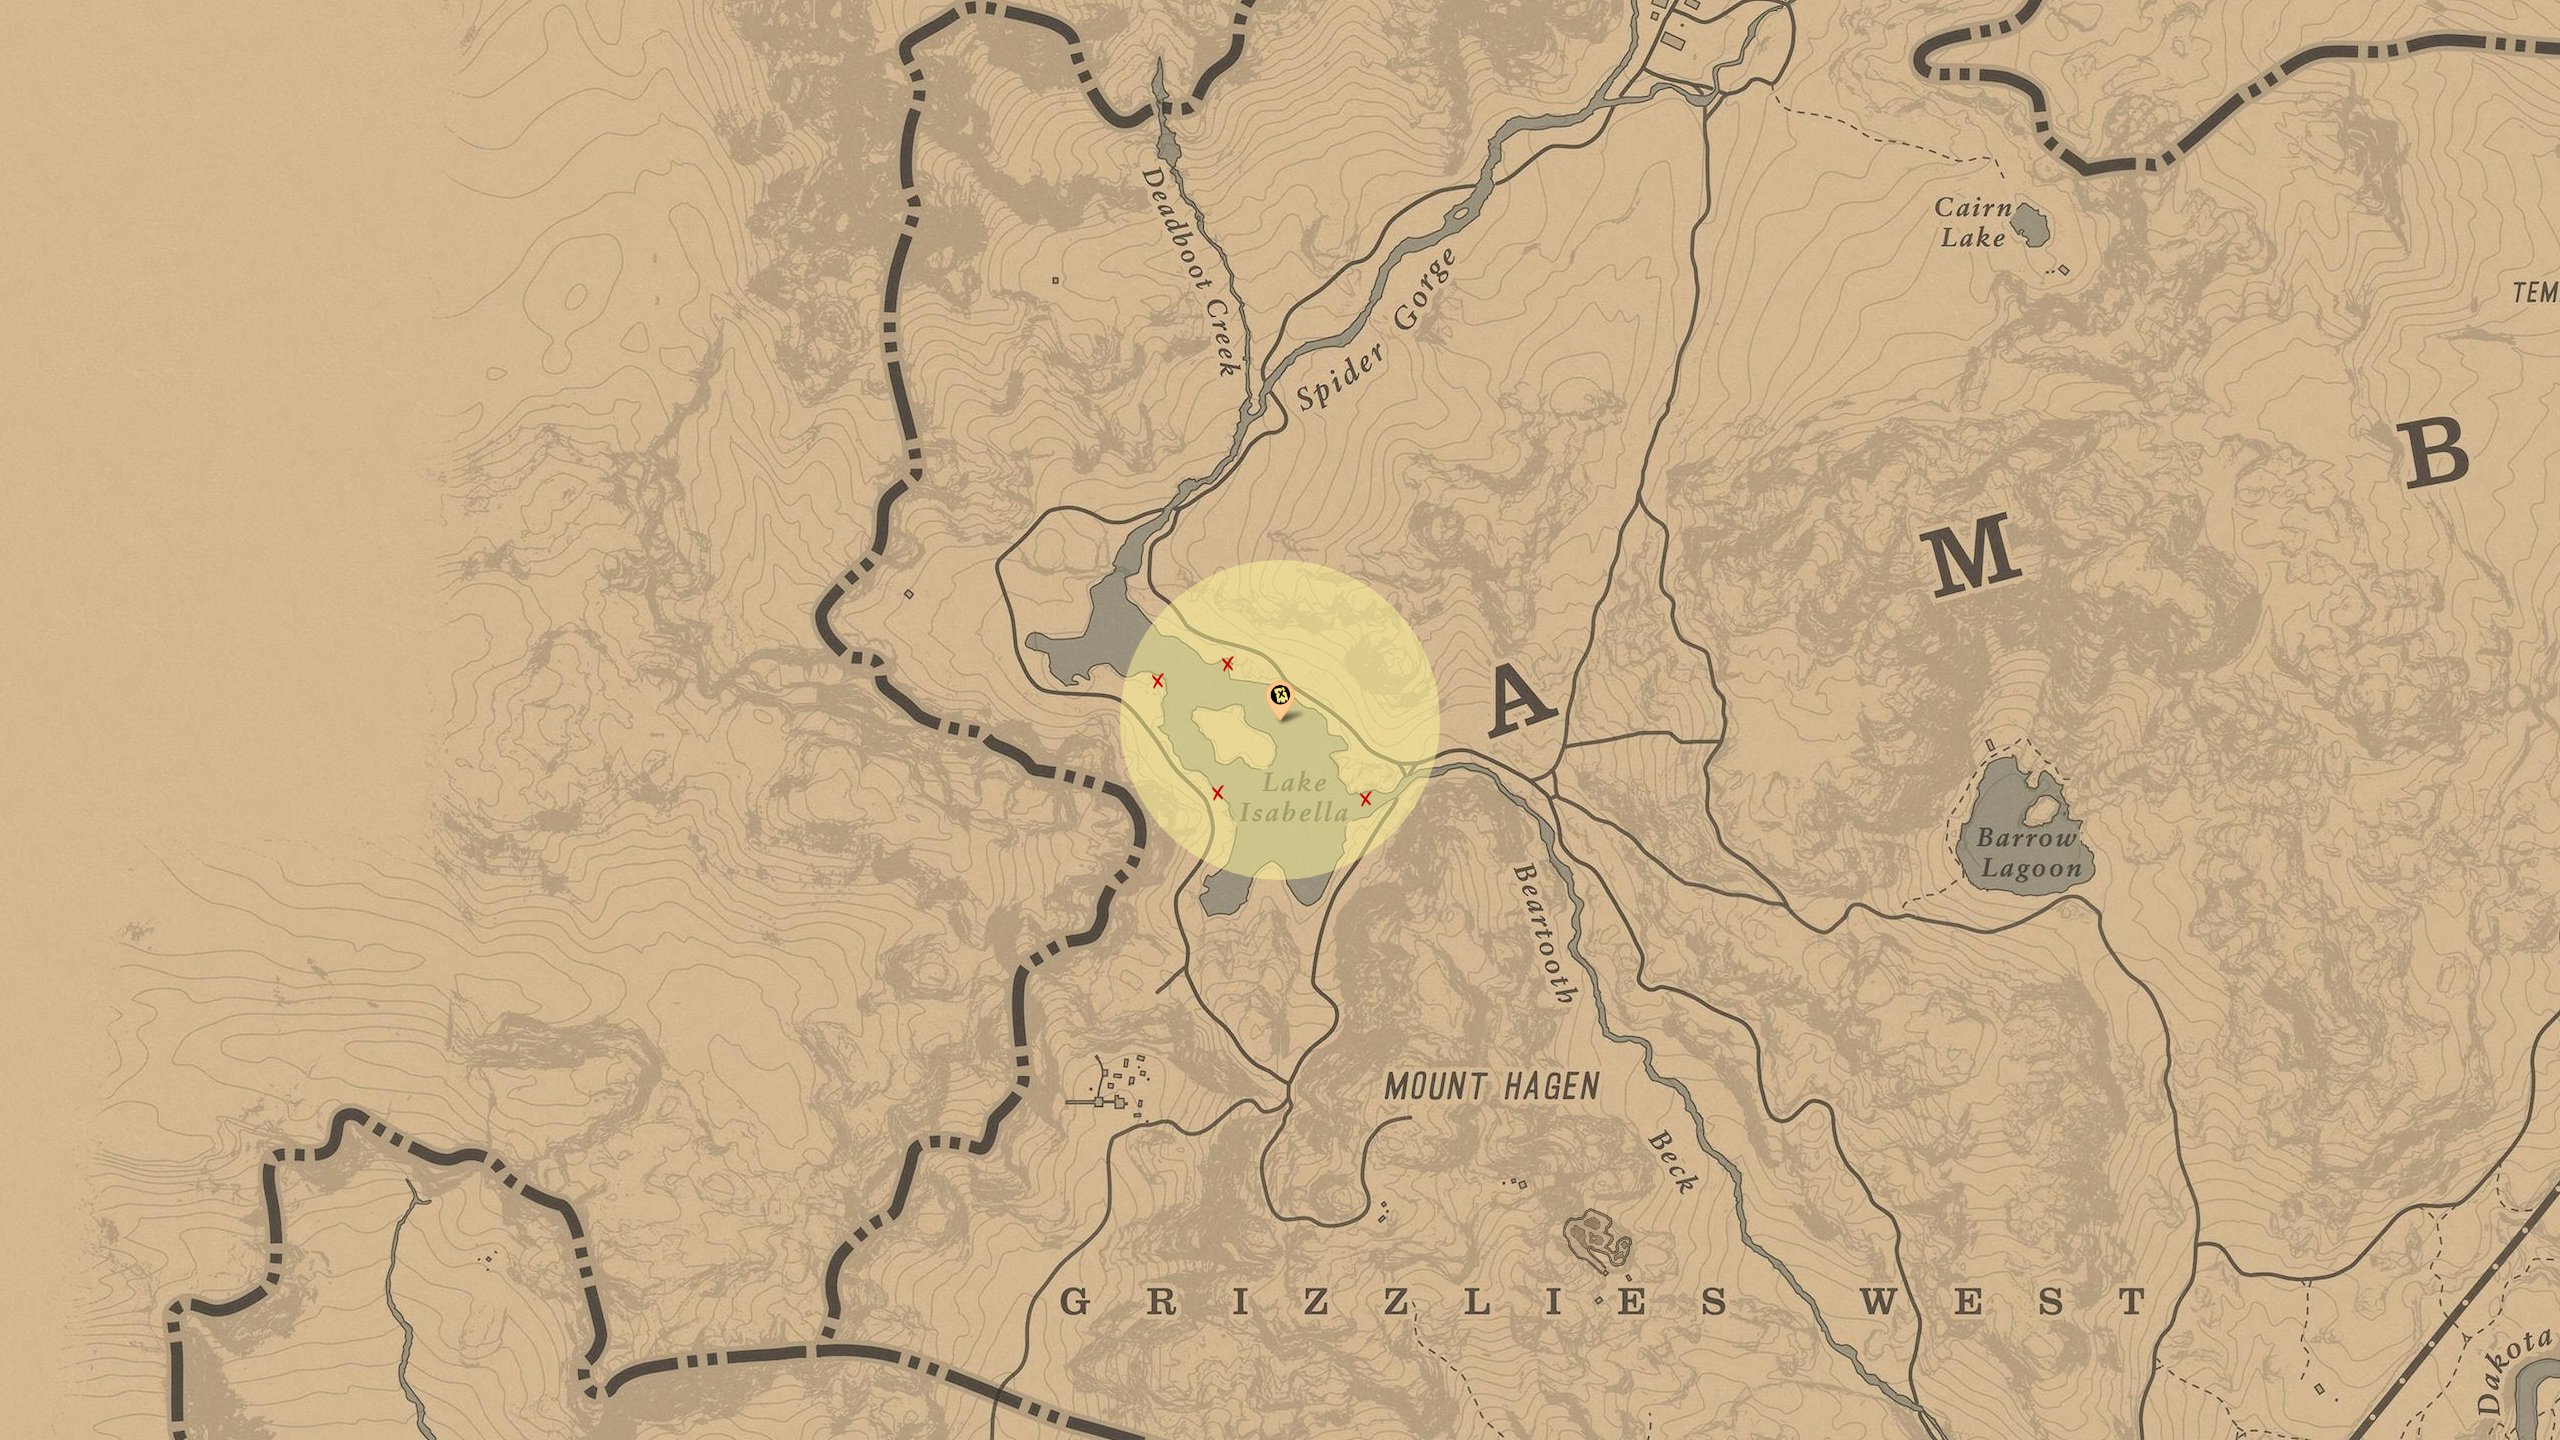 Deadboot Creek
Cairn
Lake
Spider Gorge
TEM
B
M
A
Lake
Isabella
Barrow
Lagoon
Beartooth
Beck
MOUNT HAGEN
GRIZZLIES WEST
Dakota